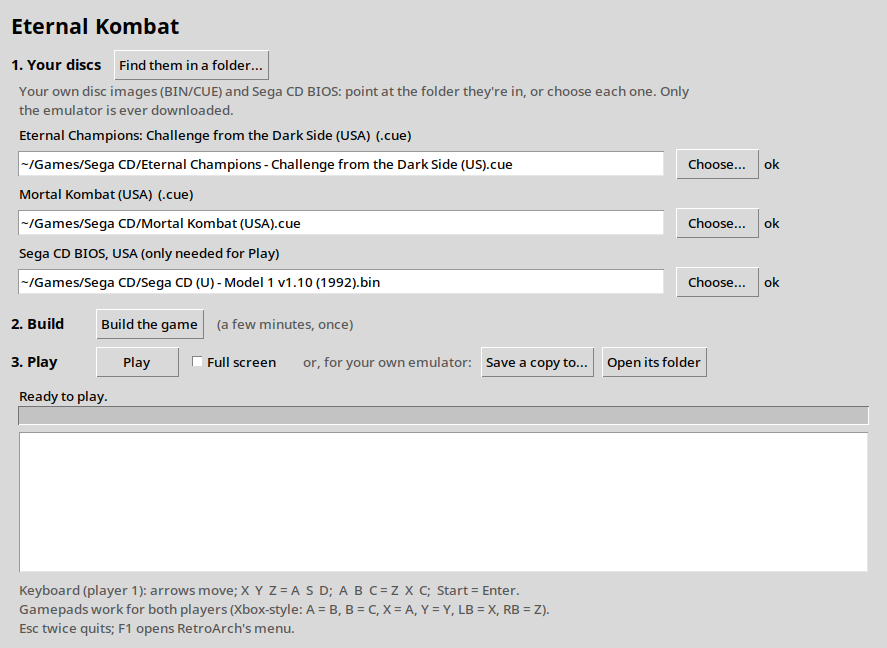 Eternal Kombat
1. Your discs Find them in a folder...
Your own disc images (BIN/CUE) and Sega CD BIOS: point at the folder they're in, or choose each one. Only
the emulator is ever downloaded.
Eternal Champions: Challenge from the Dark Side (USA) (.cue)
~/Games/Sega CD/Eternal Champions - Challenge from the Dark Side (US).cue Choose... ok
Mortal Kombat (USA) (.cue)
~/Games/Sega CD/Mortal Kombat (USA).cue Choose... ok
Sega CD BIOS, USA (only needed for Play)
~/Games/Sega CD/Sega CD (U) - Model 1 v1.10 (1992).bin Choose... ok
2. Build Build the game (a few minutes, once)
3. Play Play Full screen or, for your own emulator: Save a copy to... Open its folder
Ready to play.
Keyboard (player 1): arrows move; X Y Z = A S D; A B C = Z X C; Start = Enter.
Gamepads work for both players (Xbox-style: A = B, B = C, X = A, Y = Y, LB = X, RB = Z).
Esc twice quits; F1 opens RetroArch's menu.